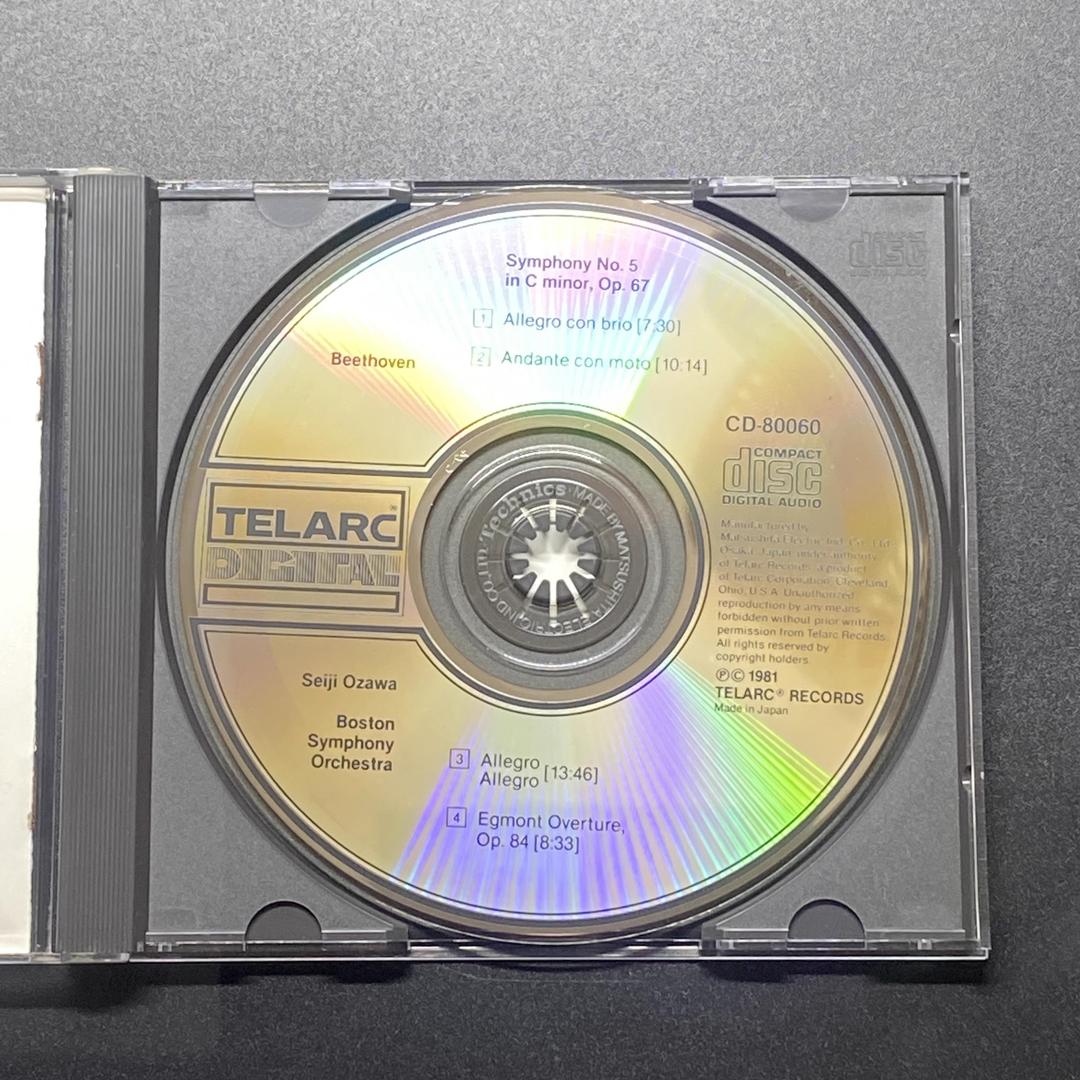 Symphony No. 5
in C minor, Op. 67
1 Allegro con brio [7:30]
2 Andante con moto [10:14]
Beethoven
CD-80060
COMPACT
disc
DIGITAL AUDIO
disc
TELARC®
DIGITAL
Technics · MADE BY MATSUSHITA ELECTRIC IND. CO., LTD.
Manufactured by
Matsushita Electric Ind. Co., Ltd.
Osaka, Japan, under authority
of Telarc Records, a product
of Telarc Corporation, Cleveland,
Ohio, U.S.A. Unauthorized
reproduction by any means
forbidden without prior written
permission from Telarc Records.
All rights reserved by
copyright holders.
℗© 1981
TELARC® RECORDS
Made in Japan
Seiji Ozawa
Boston
Symphony
Orchestra
3 Allegro
Allegro [13:46]
4 Egmont Overture,
Op. 84 [8:33]